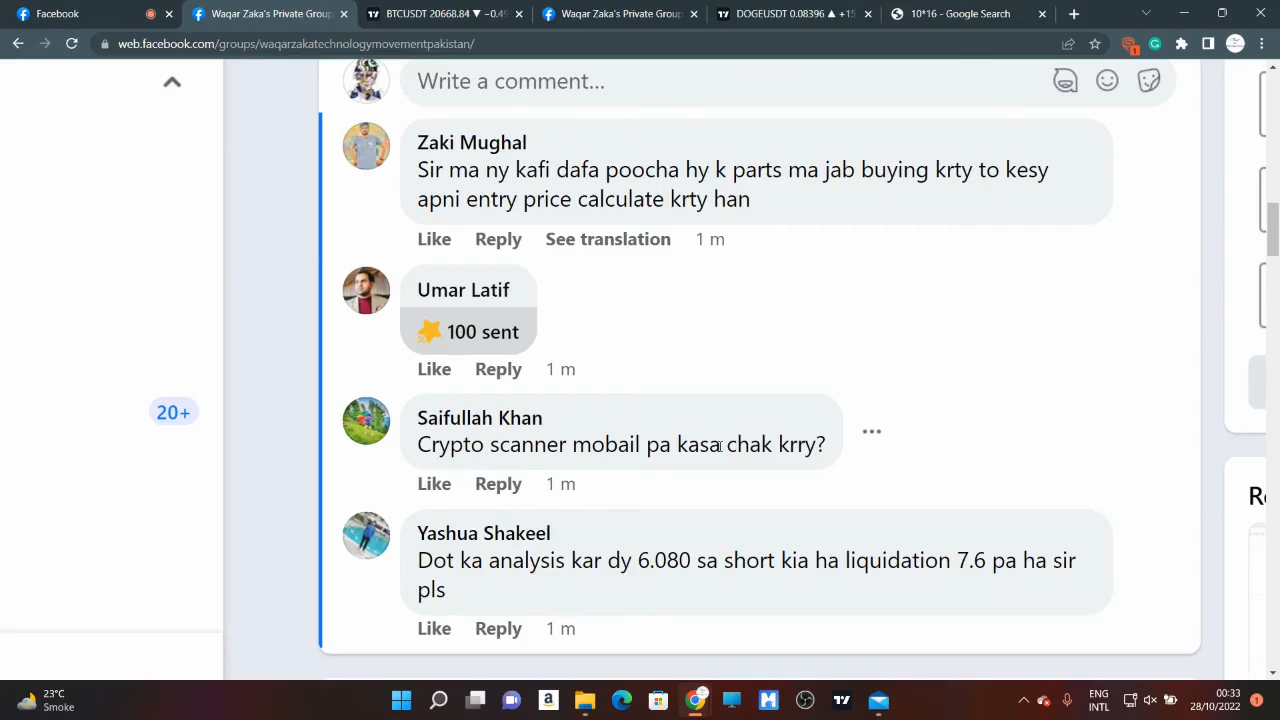 Facebook
Waqar Zaka's Private Grou
BTCUSDT 20668.84 ▼ −0.4
Waqar Zaka's Private Grou
DOGEUSDT 0.08396 ▲ +15
10*16 - Google Search
web.facebook.com/groups/waqarzakatechnologymovementpakistan/
1
Write a comment...
Zaki Mughal
Sir ma ny kafi dafa poocha hy k parts ma jab buying krty to kesy
apni entry price calculate krty han
Like Reply See translation 1 m
Umar Latif
100 sent
Like Reply 1 m
20+
Saifullah Khan
Crypto scanner mobail pa kasa chak krry?
Like Reply 1 m
Yashua Shakeel
Dot ka analysis kar dy 6.080 sa short kia ha liquidation 7.6 pa ha sir
pls
Like Reply 1 m
23°C
Smoke
ENG
INTL
00:33
28/10/2022
1